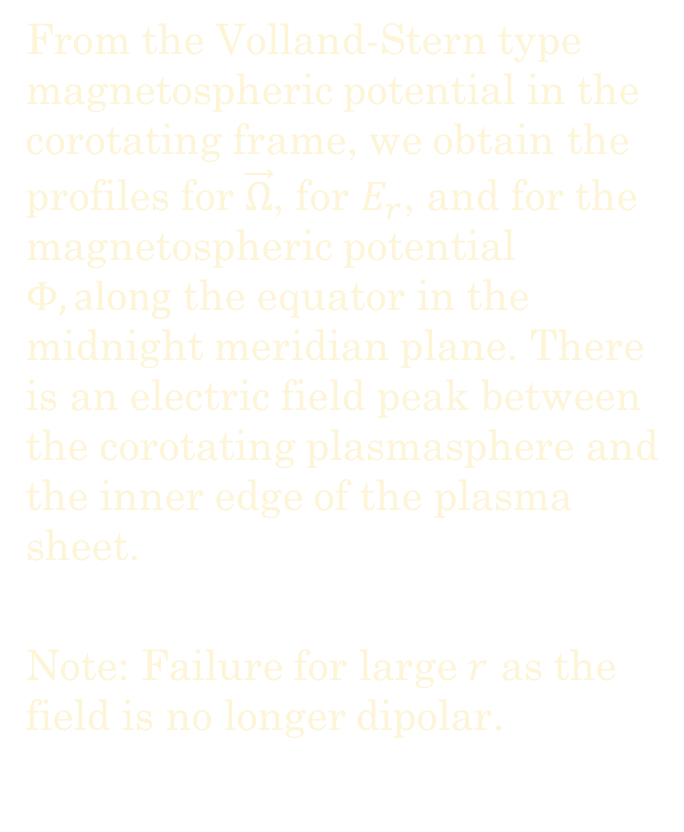 From the Volland-Stern type
magnetospheric potential in the
corotating frame, we obtain the
profiles for $\overrightarrow{\Omega}$, for $E_r$, and for the
magnetospheric potential
Φ, along the equator in the
midnight meridian plane. There
is an electric field peak between
the corotating plasmasphere and
the inner edge of the plasma
sheet.
Note: Failure for large r as the
field is no longer dipolar.